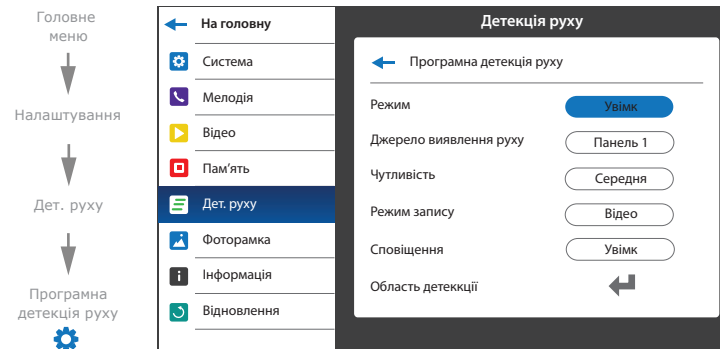 Головне
меню
Налаштування
Дет. руху
Програмна
детекція руху
На головну
Система
Мелодія
Відео
Пам'ять
Дет. руху
Фоторамка
Інформація
Відновлення
Детекція руху
Програмна детекція руху
Режим Увімк
Джерело виявлення руху Панель 1
Чутливість Середня
Режим запису Відео
Сповіщення Увімк
Область детеккції